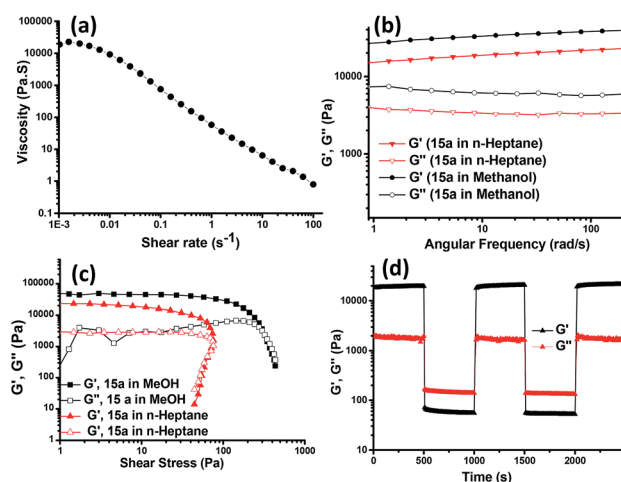 (a)
Viscosity (Pa.S)
100000
10000
1000
100
10
1
0.1
1E-3 0.01 0.1 1 10 100
Shear rate (s-1)
(b)
G', G'' (Pa)
10000
1000
G' (15a in n-Heptane)
G'' (15a in n-Heptane)
G' (15a in Methanol)
G'' (15a in Methanol)
1 10 100
Angular Frequency (rad/s)
(c)
G', G'' (Pa)
100000
10000
1000
100
10
1
G', 15a in MeOH
G'', 15 a in MeOH
G', 15a in n-Heptane
G', 15a in n-Heptane
1 10 100 1000
Shear Stress (Pa)
(d)
G', G'' (Pa)
10000
1000
100
10
G'
G''
0 500 1000 1500 2000
Time (s)